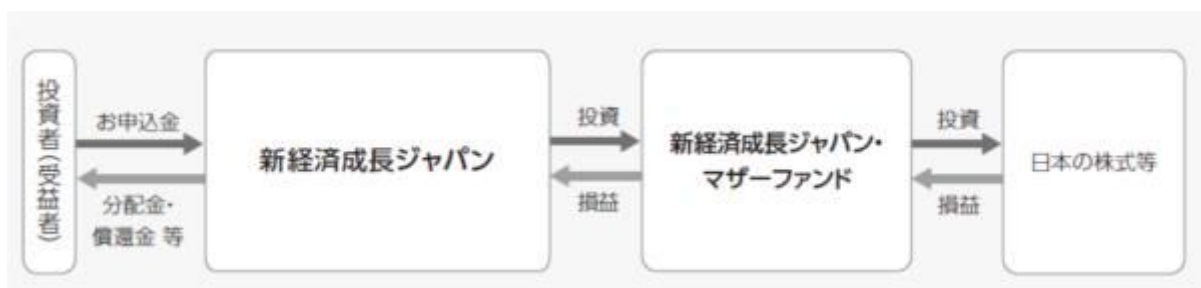 投資者(受益者)
お申込金
分配金・
償還金 等
新経済成長ジャパン
投資
損益
新経済成長ジャパン・
マザーファンド
投資
損益
日本の株式等